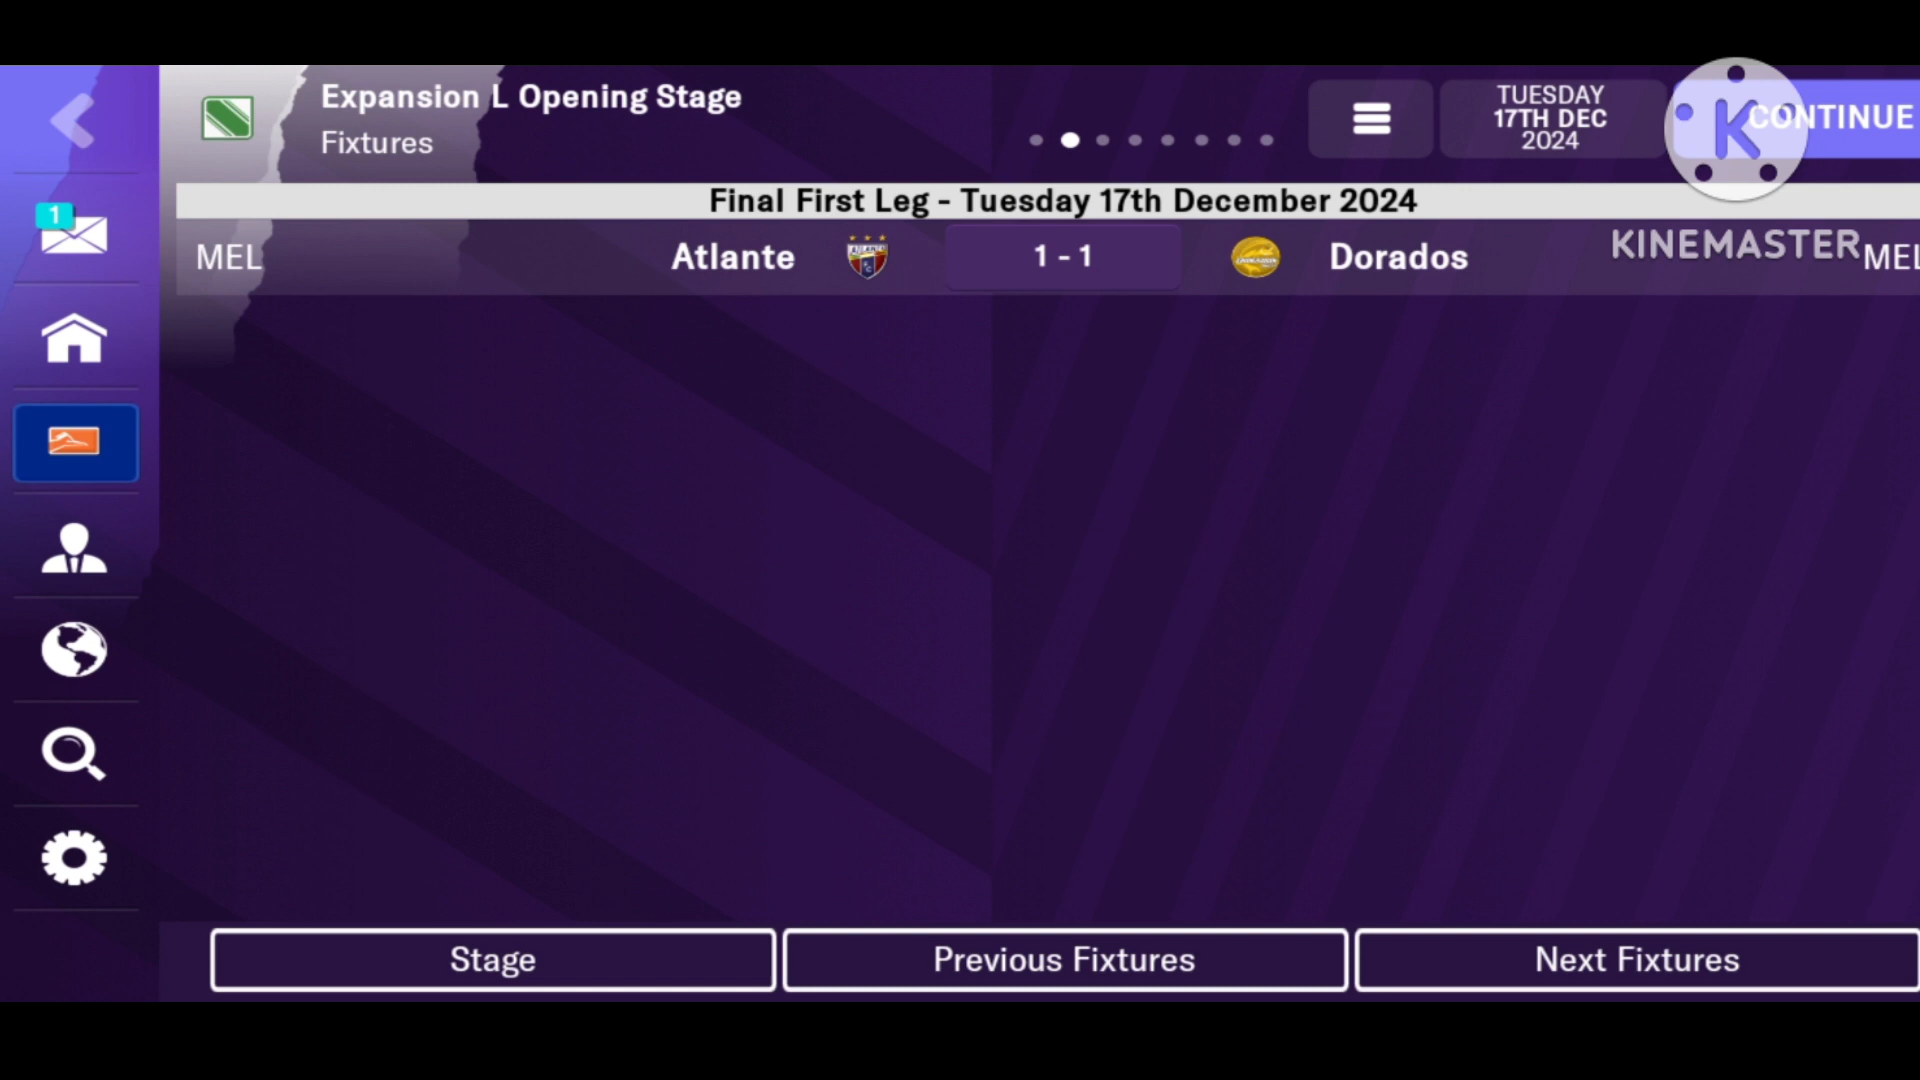 Expansion L Opening Stage
Fixtures
TUESDAY
17TH DEC
2024
CONTINUE
K
1
Final First Leg - Tuesday 17th December 2024
MEL Atlante 1 - 1 Dorados MEL
KINEMASTER
Stage Previous Fixtures Next Fixtures